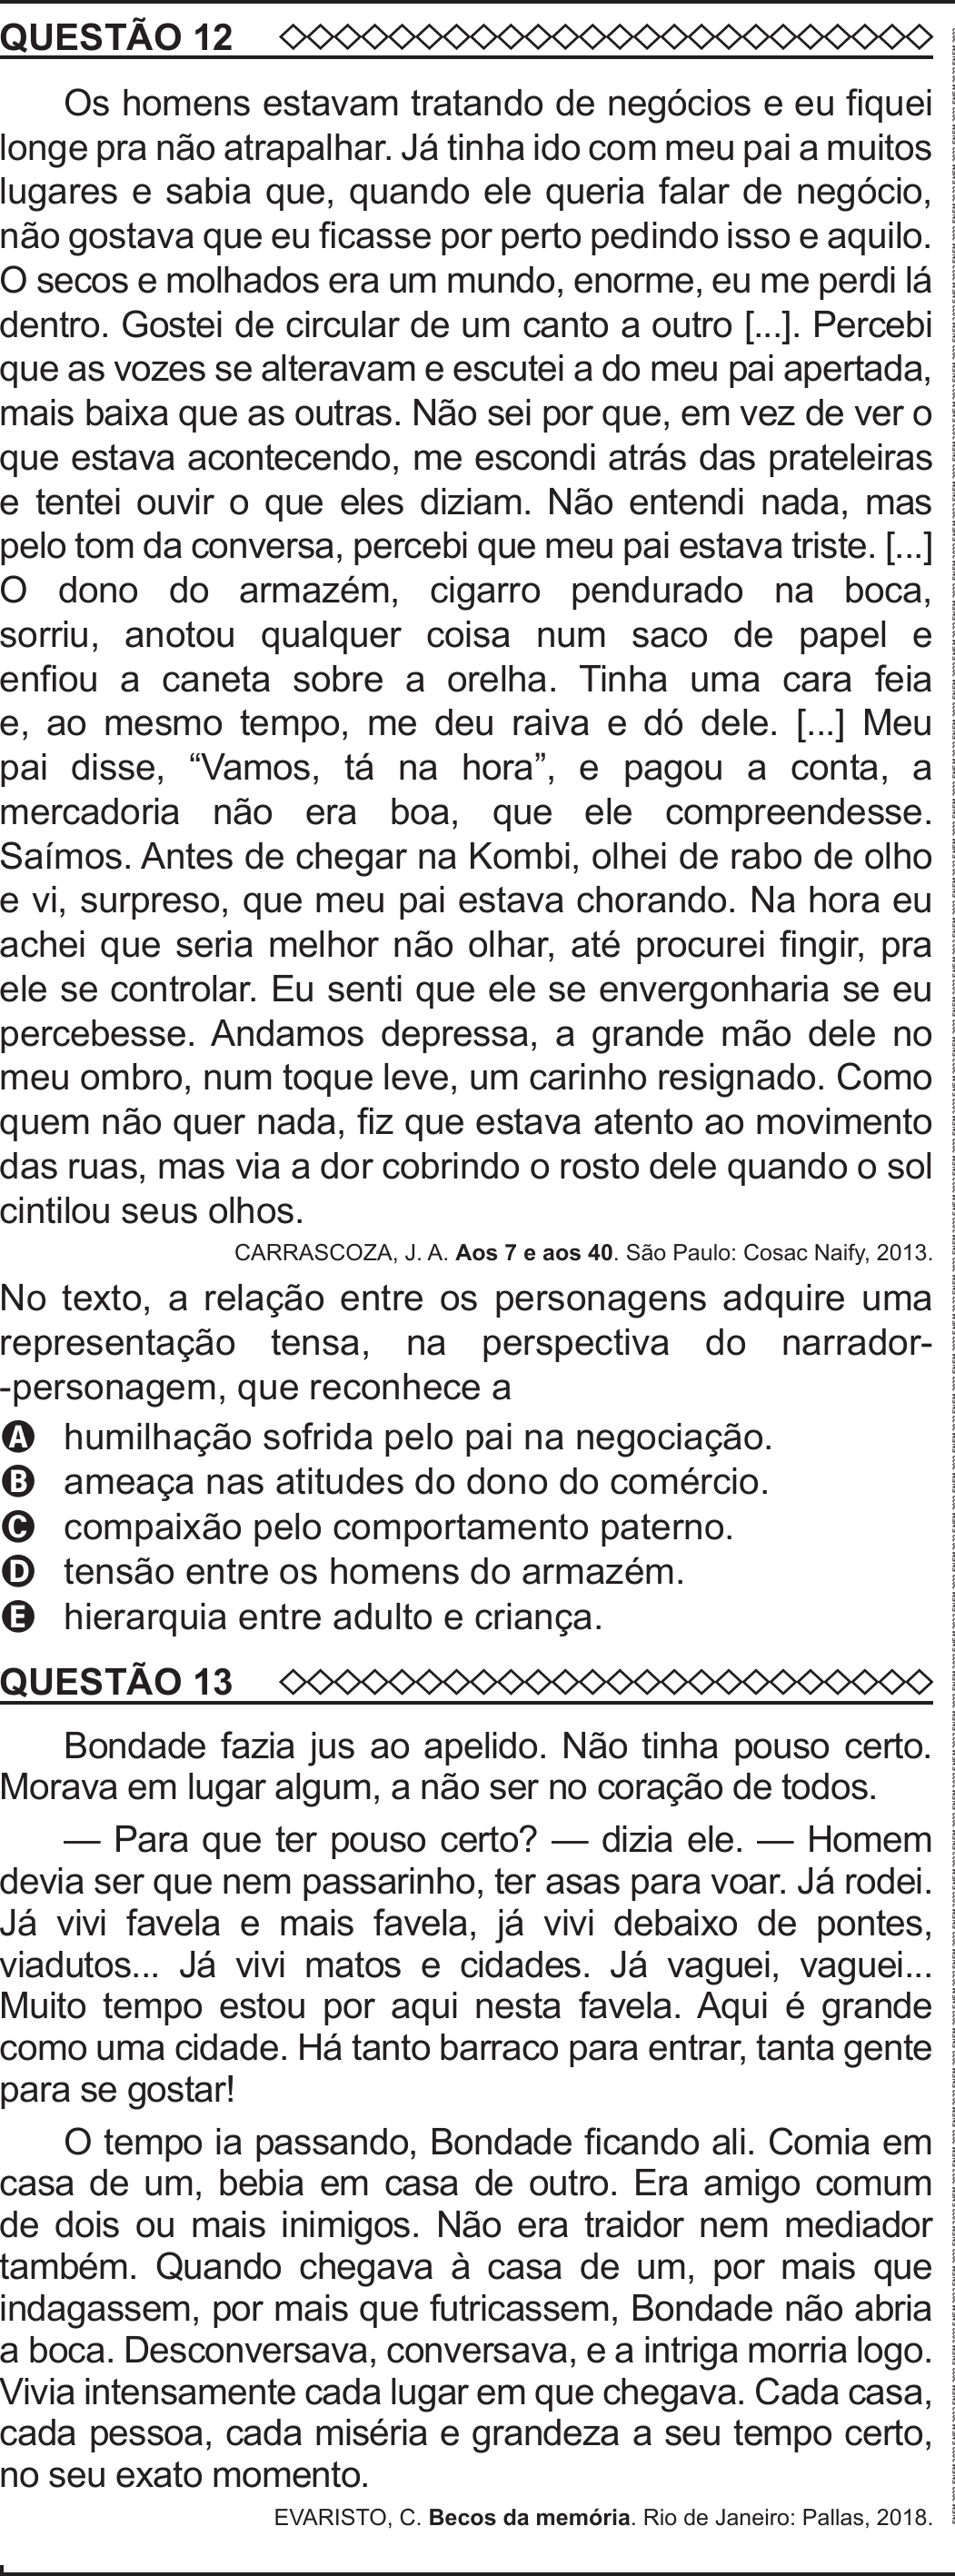 QUESTÃO 12
Os homens estavam tratando de negócios e eu fiquei
longe pra não atrapalhar. Já tinha ido com meu pai a muitos
lugares e sabia que, quando ele queria falar de negócio,
não gostava que eu ficasse por perto pedindo isso e aquilo.
O secos e molhados era um mundo, enorme, eu me perdi lá
dentro. Gostei de circular de um canto a outro [...]. Percebi
que as vozes se alteravam e escutei a do meu pai apertada,
mais baixa que as outras. Não sei por que, em vez de ver o
que estava acontecendo, me escondi atrás das prateleiras
e tentei ouvir o que eles diziam. Não entendi nada, mas
pelo tom da conversa, percebi que meu pai estava triste. [...]
O dono do armazém, cigarro pendurado na boca,
sorriu, anotou qualquer coisa num saco de papel e
enfiou a caneta sobre a orelha. Tinha uma cara feia
e, ao mesmo tempo, me deu raiva e dó dele. [...] Meu
pai disse, “Vamos, tá na hora”, e pagou a conta, a
mercadoria não era boa, que ele compreendesse.
Saímos. Antes de chegar na Kombi, olhei de rabo de olho
e vi, surpreso, que meu pai estava chorando. Na hora eu
achei que seria melhor não olhar, até procurei fingir, pra
ele se controlar. Eu senti que ele se envergonharia se eu
percebesse. Andamos depressa, a grande mão dele no
meu ombro, num toque leve, um carinho resignado. Como
quem não quer nada, fiz que estava atento ao movimento
das ruas, mas via a dor cobrindo o rosto dele quando o sol
cintilou seus olhos.
CARRASCOZA, J. A. Aos 7 e aos 40. São Paulo: Cosac Naify, 2013.
No texto, a relação entre os personagens adquire uma
representação tensa, na perspectiva do narrador-
-personagem, que reconhece a
A humilhação sofrida pelo pai na negociação.
B ameaça nas atitudes do dono do comércio.
C compaixão pelo comportamento paterno.
D tensão entre os homens do armazém.
E hierarquia entre adulto e criança.
QUESTÃO 13
Bondade fazia jus ao apelido. Não tinha pouso certo.
Morava em lugar algum, a não ser no coração de todos.
— Para que ter pouso certo? — dizia ele. — Homem
devia ser que nem passarinho, ter asas para voar. Já rodei.
Já vivi favela e mais favela, já vivi debaixo de pontes,
viadutos... Já vivi matos e cidades. Já vaguei, vaguei...
Muito tempo estou por aqui nesta favela. Aqui é grande
como uma cidade. Há tanto barraco para entrar, tanta gente
para se gostar!
O tempo ia passando, Bondade ficando ali. Comia em
casa de um, bebia em casa de outro. Era amigo comum
de dois ou mais inimigos. Não era traidor nem mediador
também. Quando chegava à casa de um, por mais que
indagassem, por mais que futricassem, Bondade não abria
a boca. Desconversava, conversava, e a intriga morria logo.
Vivia intensamente cada lugar em que chegava. Cada casa,
cada pessoa, cada miséria e grandeza a seu tempo certo,
no seu exato momento.
EVARISTO, C. Becos da memória. Rio de Janeiro: Pallas, 2018.